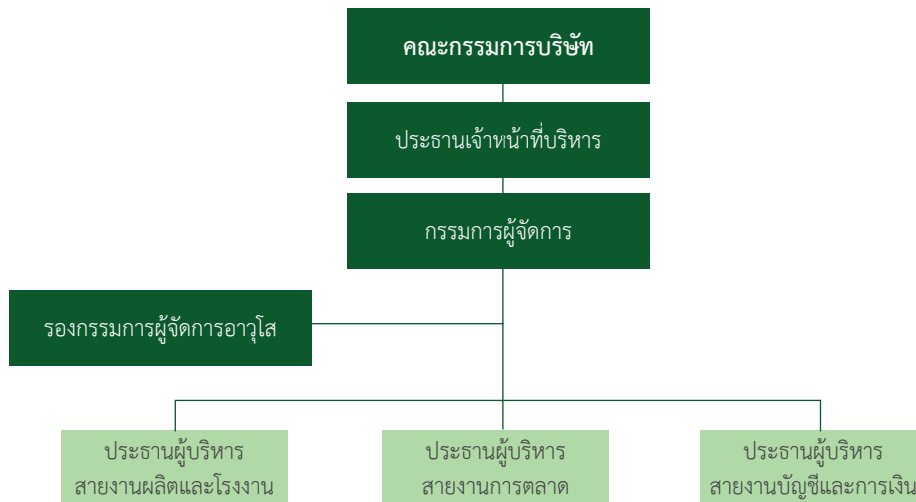 คณะกรรมการบริษัท
ประธานเจ้าหน้าที่บริหาร
กรรมการผู้จัดการ
รองกรรมการผู้จัดการอาวุโส
ประธานผู้บริหาร
สายงานผลิตและโรงงาน
ประธานผู้บริหาร
สายงานการตลาด
ประธานผู้บริหาร
สายงานบัญชีและการเงิน